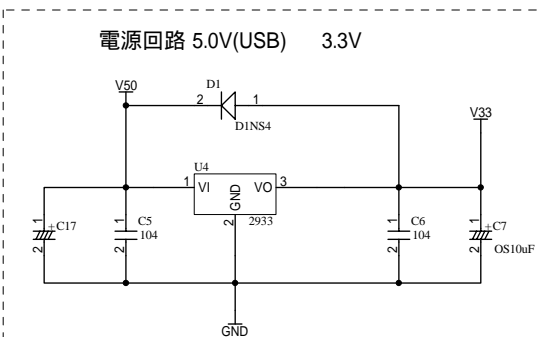 電源回路 5.0V(USB) 3.3V
V50
D1
2 1
D1NS4
V33
U4
1 VI VO 3
GND
2 2933
1 +C17 2
1 C5 104 2
1 C6 104 2
1 +C7 2
OS10uF
GND